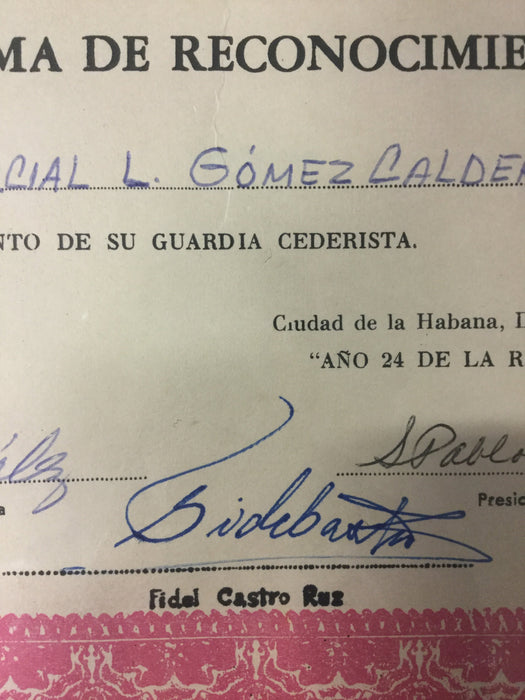 MA DE RECONOCIMIE
CIAL L. GÓMEZ CALDER
NTO DE SU GUARDIA CEDERISTA.
Ciudad de la Habana, D
"AÑO 24 DE LA R
S Pablo
a
Presid
Fidel Castro Ruz